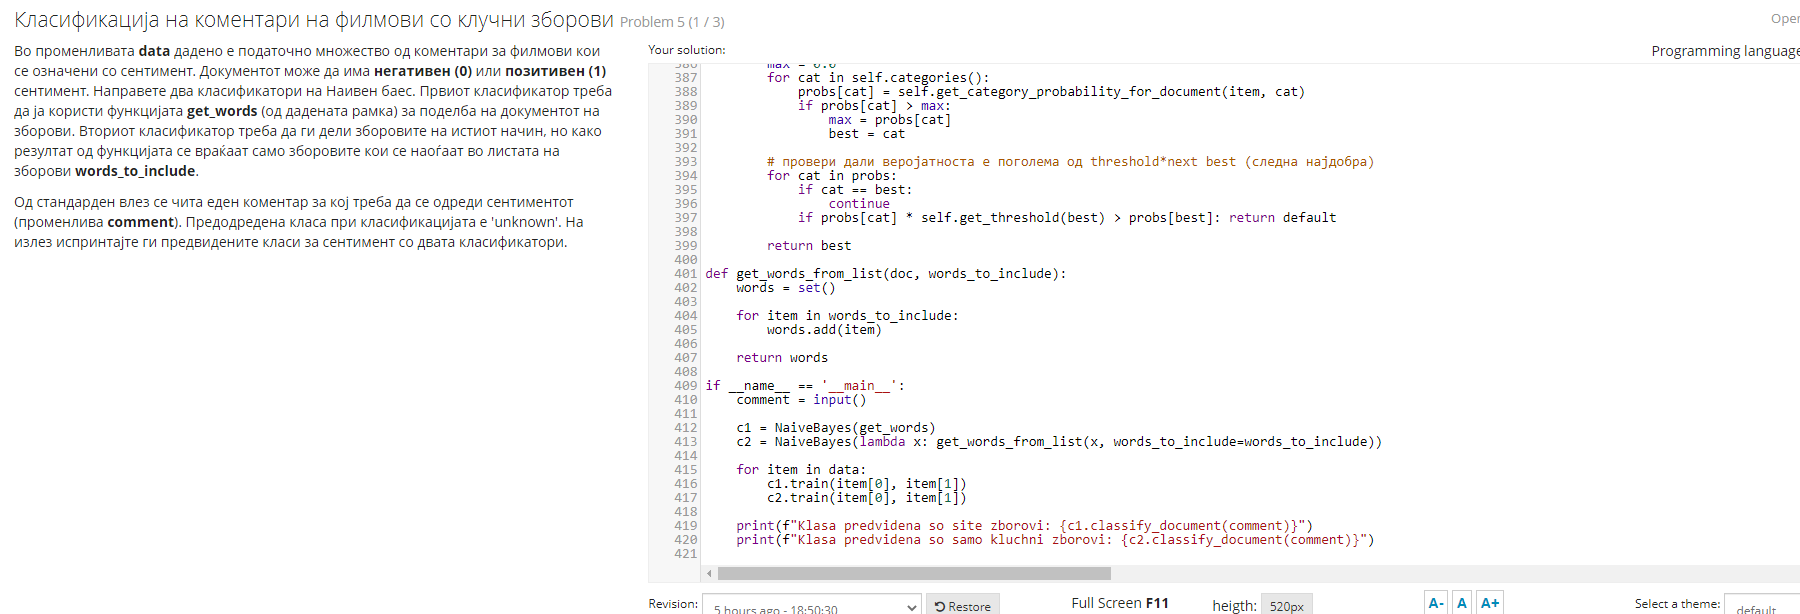 Класификација на коментари на филмови со клучни зборови Problem 5 (1 / 3)
Open
Во променливата data дадено е податочно множество од коментари за филмови кои
се означени со сентимент. Документот може да има негативен (0) или позитивен (1)
сентимент. Направете два класификатори на Наивен баес. Првиот класификатор треба
да ја користи функцијата get_words (од дадената рамка) за поделба на документот на
зборови. Вториот класификатор треба да ги дели зборовите на истиот начин, но како
резултат од функцијата се враќаат само зборовите кои се наоѓаат во листата на
зборови words_to_include.
Од стандарден влез се чита еден коментар за кој треба да се одреди сентиментот
(променлива comment). Предодредена класа при класификацијата е 'unknown'. На
излез испринтајте ги предвидените класи за сентимент со двата класификатори.
Your solution:
Programming language
386 max = 0.0
387 for cat in self.categories():
388 probs[cat] = self.get_category_probability_for_document(item, cat)
389 if probs[cat] > max:
390 max = probs[cat]
391 best = cat
392
393 # провери дали веројатноста е поголема од threshold*next best (следна најдобра)
394 for cat in probs:
395 if cat == best:
396 continue
397 if probs[cat] * self.get_threshold(best) > probs[best]: return default
398
399 return best
400
401 def get_words_from_list(doc, words_to_include):
402 words = set()
403
404 for item in words_to_include:
405 words.add(item)
406
407 return words
408
409 if __name__ == '__main__':
410 comment = input()
411
412 c1 = NaiveBayes(get_words)
413 c2 = NaiveBayes(lambda x: get_words_from_list(x, words_to_include=words_to_include))
414
415 for item in data:
416 c1.train(item[0], item[1])
417 c2.train(item[0], item[1])
418
419 print(f"Klasa predvidena so site zborovi: {c1.classify_document(comment)}")
420 print(f"Klasa predvidena so samo kluchni zborovi: {c2.classify_document(comment)}")
421
Revision: 5 hours ago - 18:50:30 Restore Full Screen F11 heigth: 520px A- A A+ Select a theme: default